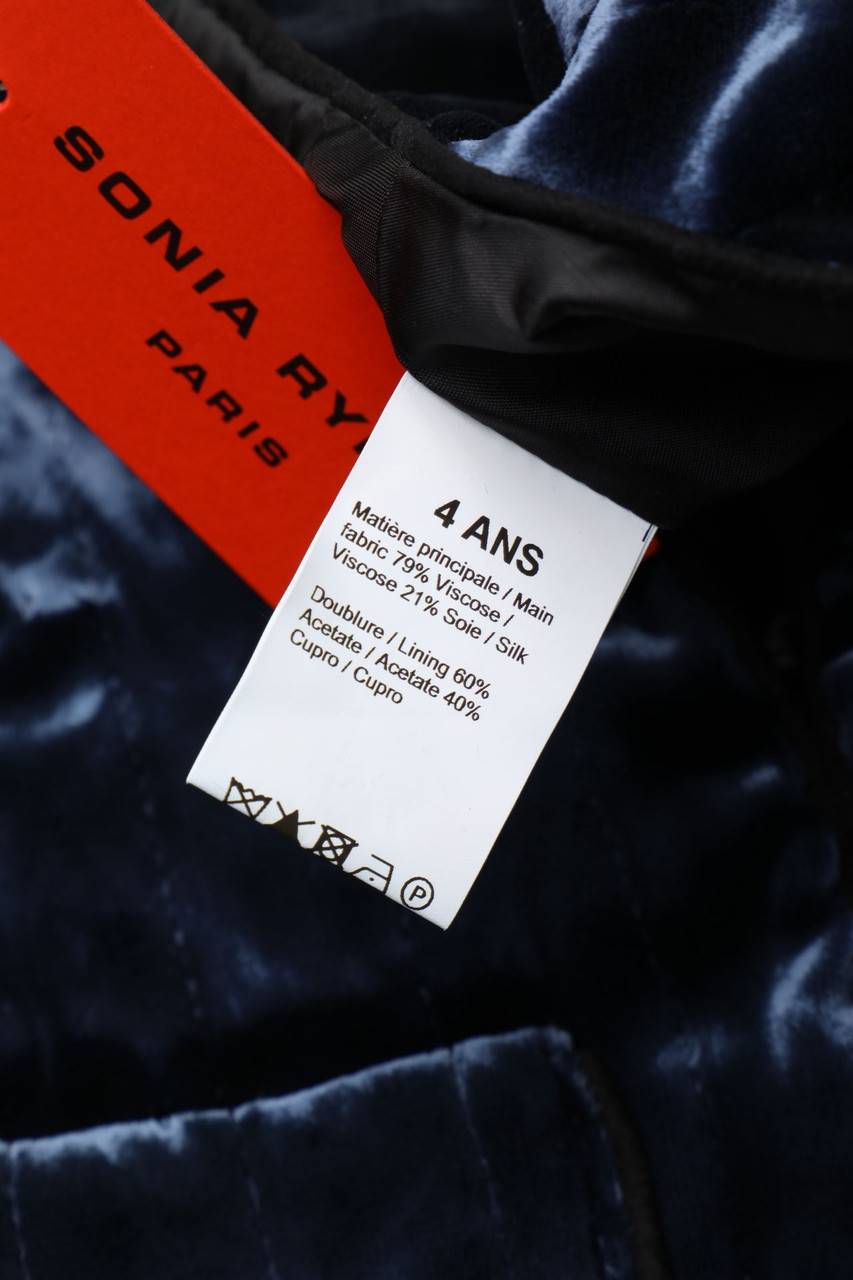 SONIA
PARIS
4 ANS
Matière principale / Main
fabric 79% Viscose /
Viscose 21% Soie / Silk
Doublure / Lining 60%
Acetate / Acetate 40%
Cupro / Cupro
P